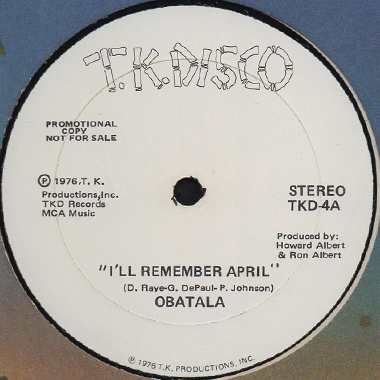 T.K.DISCO
PROMOTIONAL
COPY
NOT FOR SALE
℗ 1976.T. K.
Productions,Inc.
TKD Records
MCA Music
STEREO
TKD-4A
Produced by:
Howard Albert
& Ron Albert
"I'LL REMEMBER APRIL"
(D. Raye-G. DePaul-P. Johnson)
OBATALA
℗ 1976 T.K. PRODUCTIONS, INC.